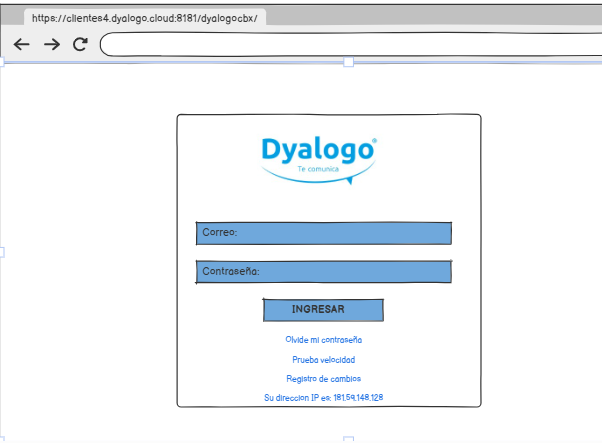 https://clientes4.dyalogo.cloud:8181/dyalogocbx/
Dyalogo®
Te comunica
Correo:
Contraseña:
INGRESAR
Olvide mi contraseña
Prueba velocidad
Registro de cambios
Su direccion IP es: 181,59,148,128